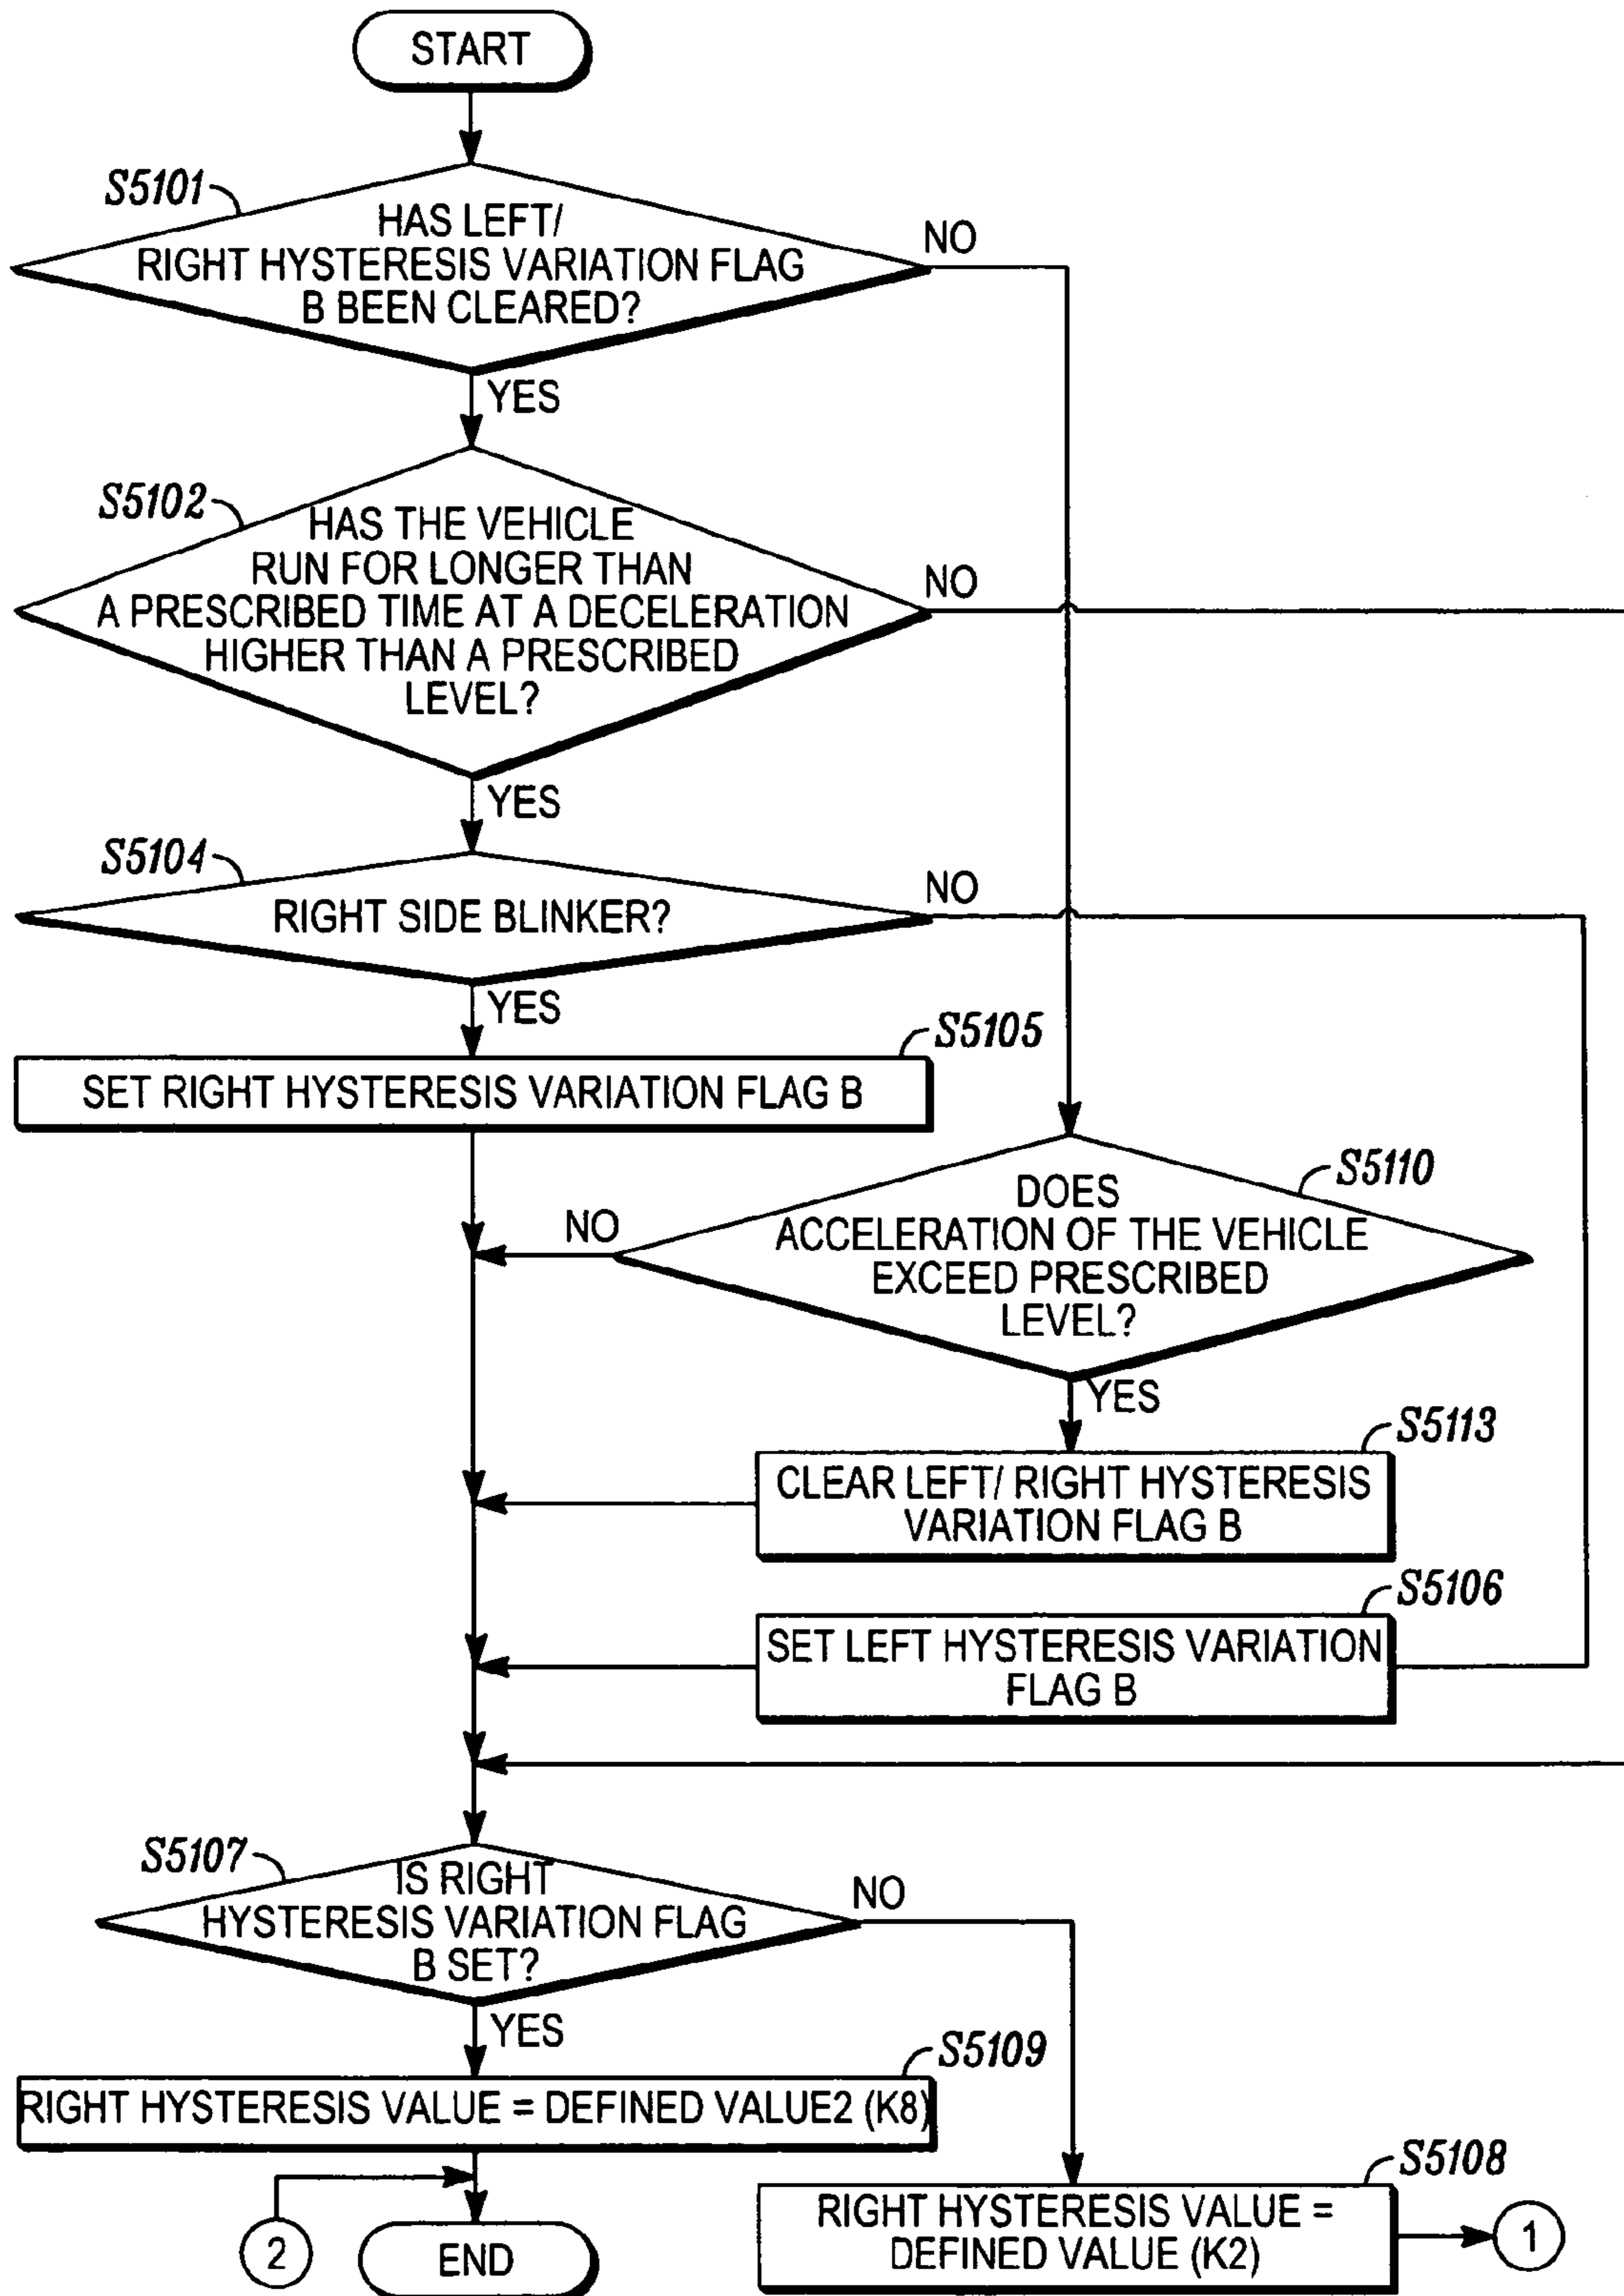 START
S5101
HAS LEFT/
RIGHT HYSTERESIS VARIATION FLAG
B BEEN CLEARED?
NO
YES
S5102
HAS THE VEHICLE
RUN FOR LONGER THAN
A PRESCRIBED TIME AT A DECELERATION
HIGHER THAN A PRESCRIBED
LEVEL?
NO
YES
S5104
RIGHT SIDE BLINKER?
NO
YES
S5105
SET RIGHT HYSTERESIS VARIATION FLAG B
S5110
DOES
ACCELERATION OF THE VEHICLE
EXCEED PRESCRIBED
LEVEL?
NO
YES
S5113
CLEAR LEFT/ RIGHT HYSTERESIS
VARIATION FLAG B
S5106
SET LEFT HYSTERESIS VARIATION
FLAG B
S5107
IS RIGHT
HYSTERESIS VARIATION FLAG
B SET?
NO
YES
S5109
RIGHT HYSTERESIS VALUE = DEFINED VALUE2 (K8)
S5108
RIGHT HYSTERESIS VALUE =
DEFINED VALUE (K2)
1
2
END